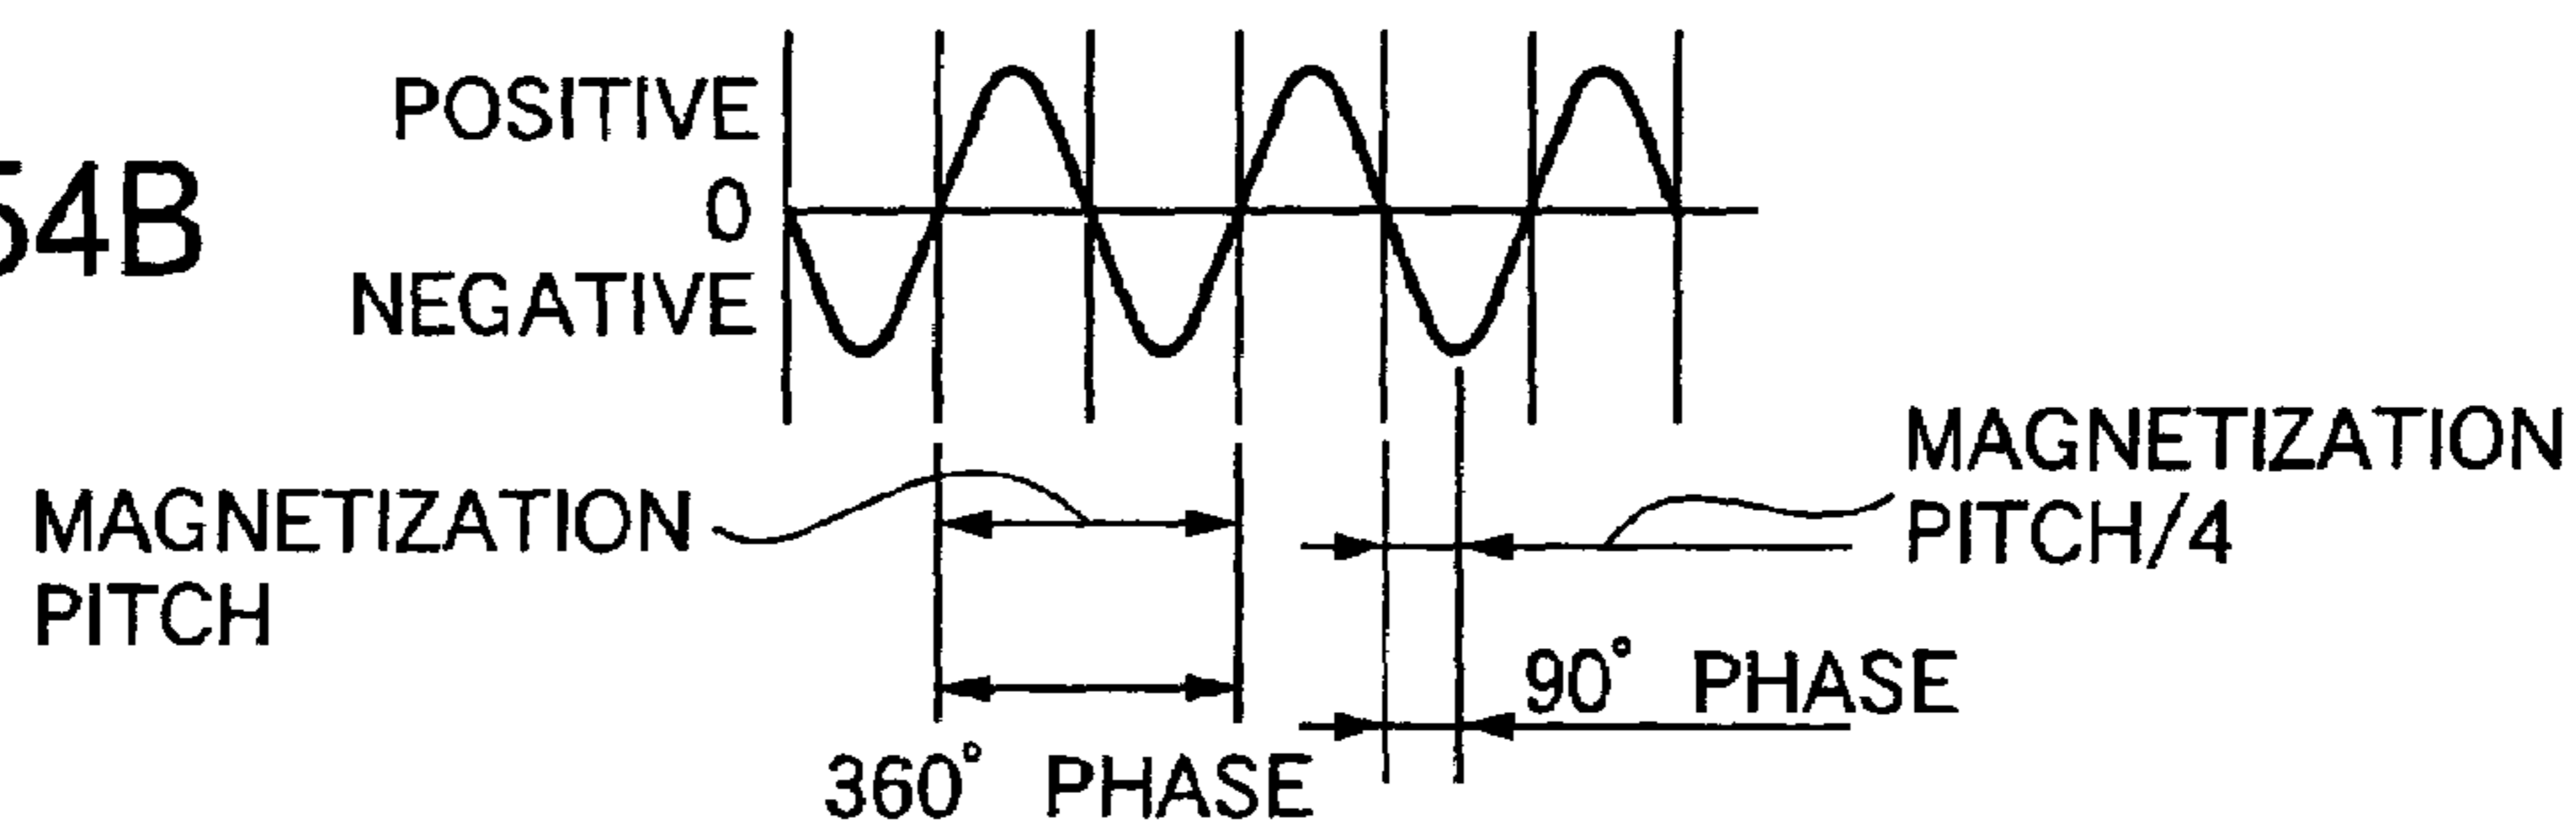 POSITIVE
54B
0
NEGATIVE
MAGNETIZATION
PITCH
MAGNETIZATION
PITCH/4
90° PHASE
360° PHASE